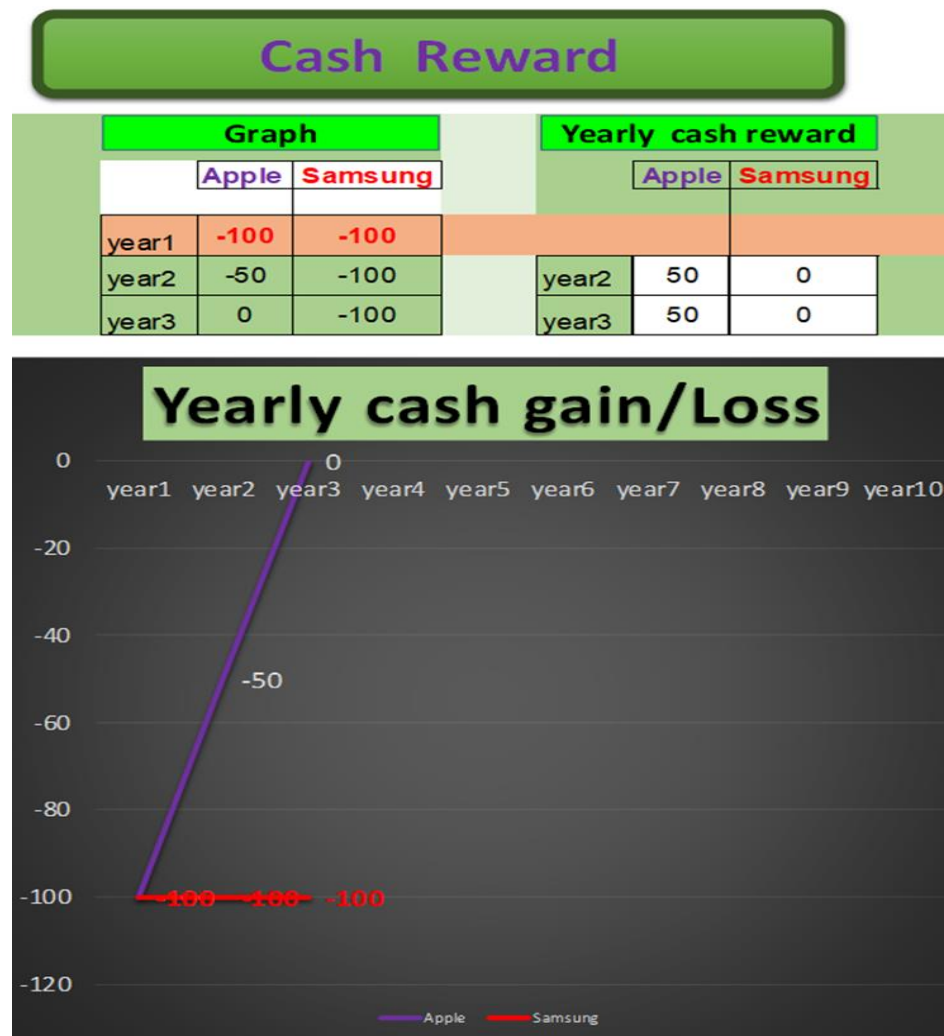 Cash Reward
Graph Yearly cash reward
Apple Samsung Apple Samsung
year1 -100 -100
year2 -50 -100 year2 50 0
year3 0 -100 year3 50 0
Yearly cash gain/Loss
0 0
year1 year2 year3 year4 year5 year6 year7 year8 year9 year10
-20
-40
-50
-60
-80
-100 -100 -100 -100
-120
Apple Samsung